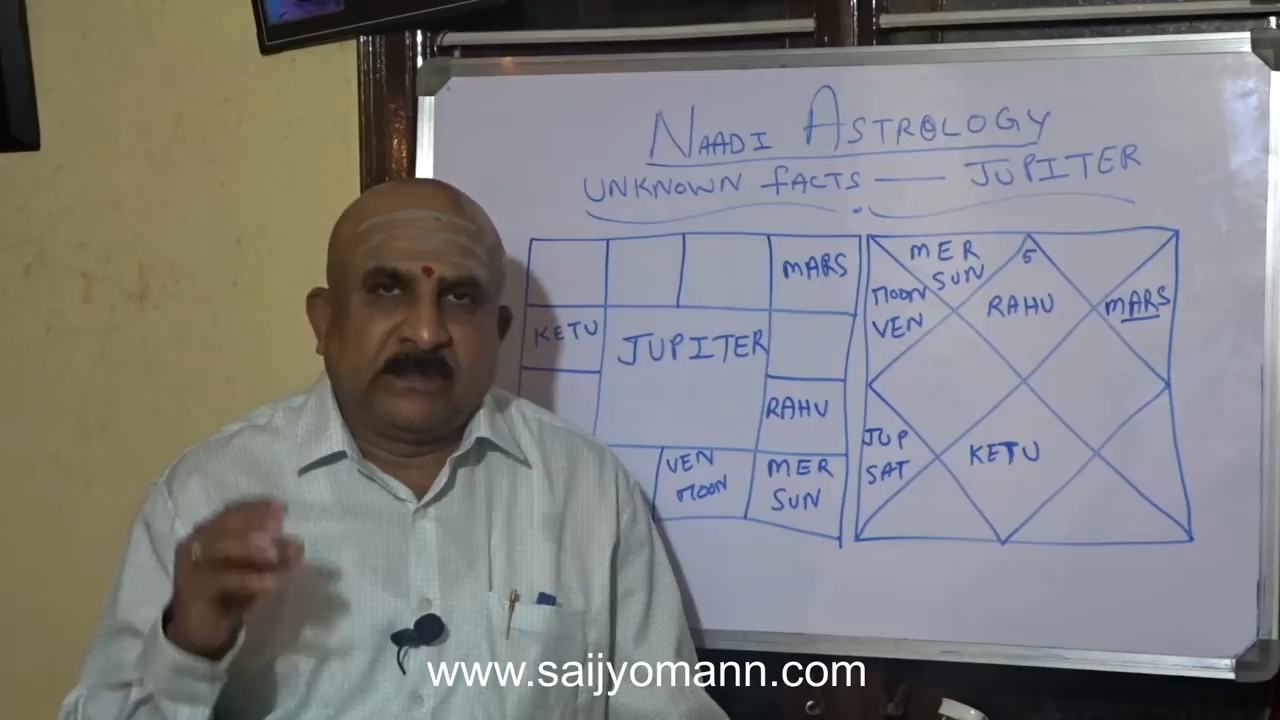 NAADI ASTROLOGY
UNKNOWN FACTS — JUPITER
MARS
KETU
JUPITER
RAHU
VEN
MOON
MER
SUN
MER
SUN
5
MOON
VEN
RAHU
MARS
JUP
SAT
KETU
www.saijyomann.com